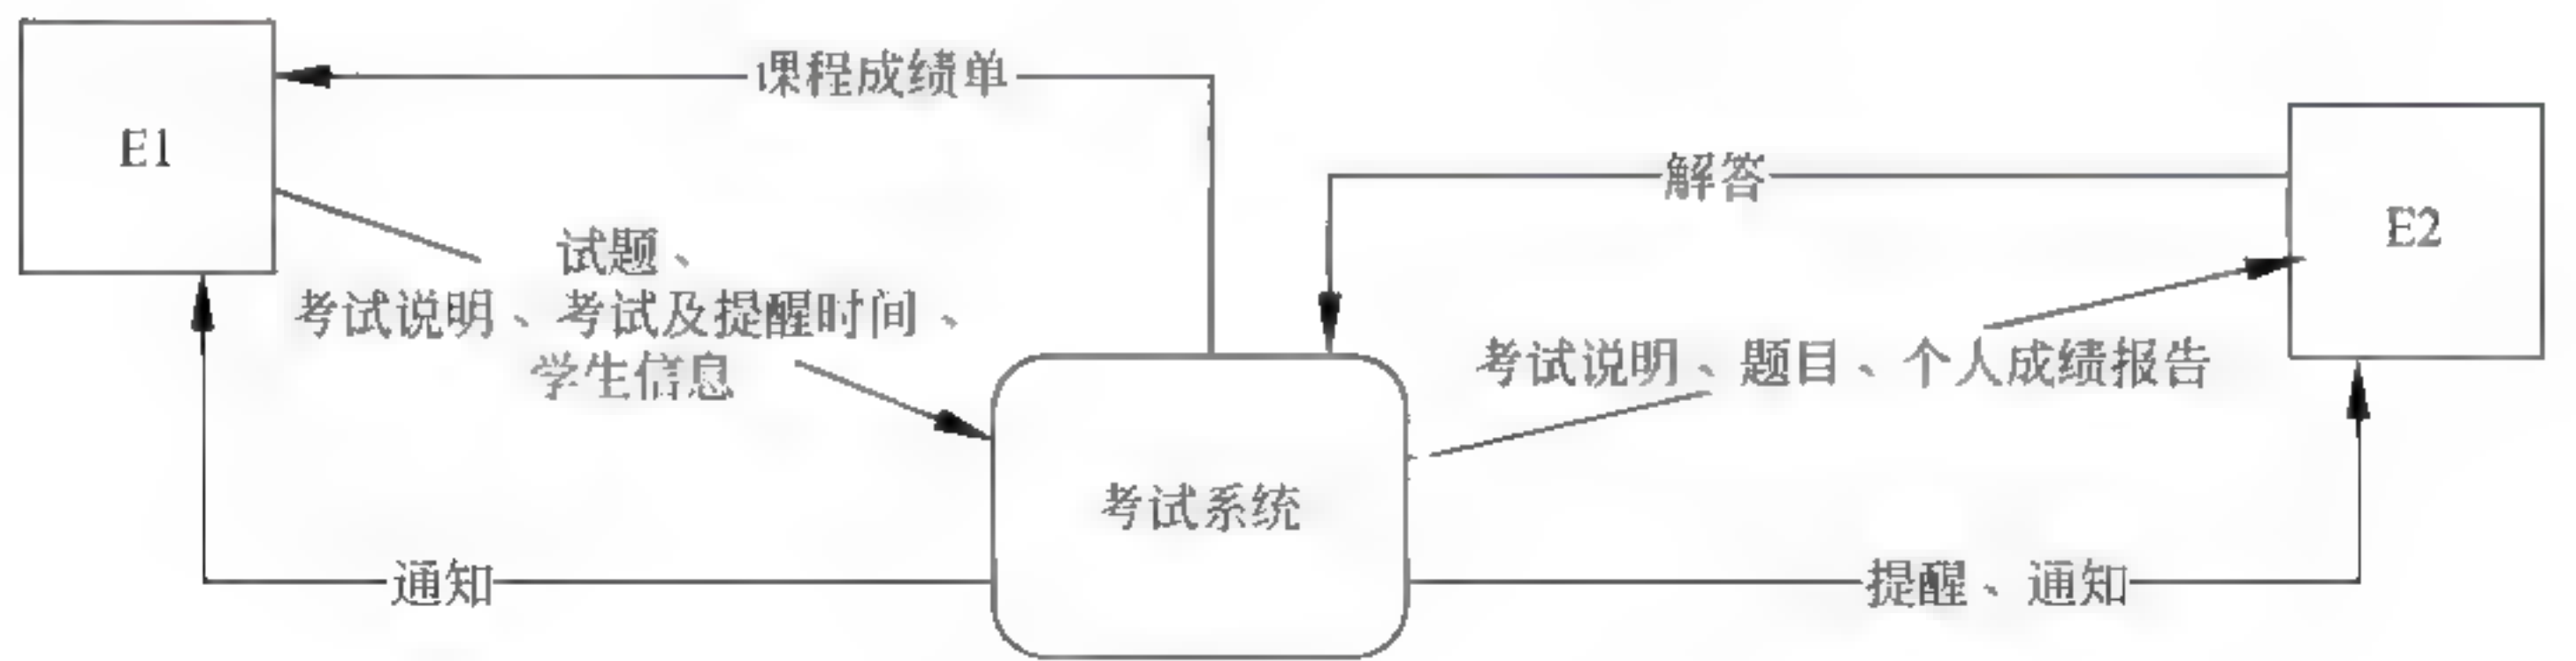 课程成绩单
E1
解答
E2
试题、
考试说明、考试及提醒时间、
学生信息
考试说明、题目、个人成绩报告
考试系统
通知
提醒、通知